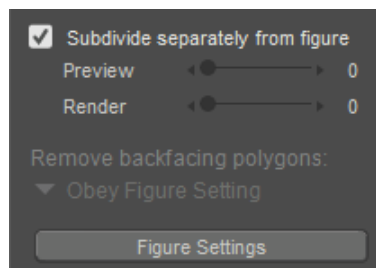 Subdivide separately from figure
Preview 0
Render 0
Remove backfacing polygons:
Obey Figure Setting
Figure Settings